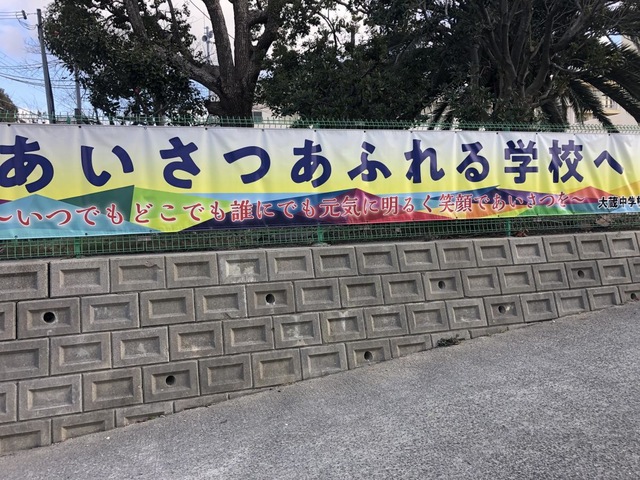 あいさつあふれる学校へ
～いつでもどこでも誰にでも元気に明るく笑顔であいさつを～
大蔵中学校